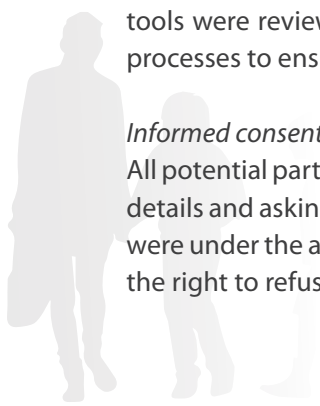 tools were review
processes to ens
Informed consent
All potential part
details and askin
were under the a
the right to refus